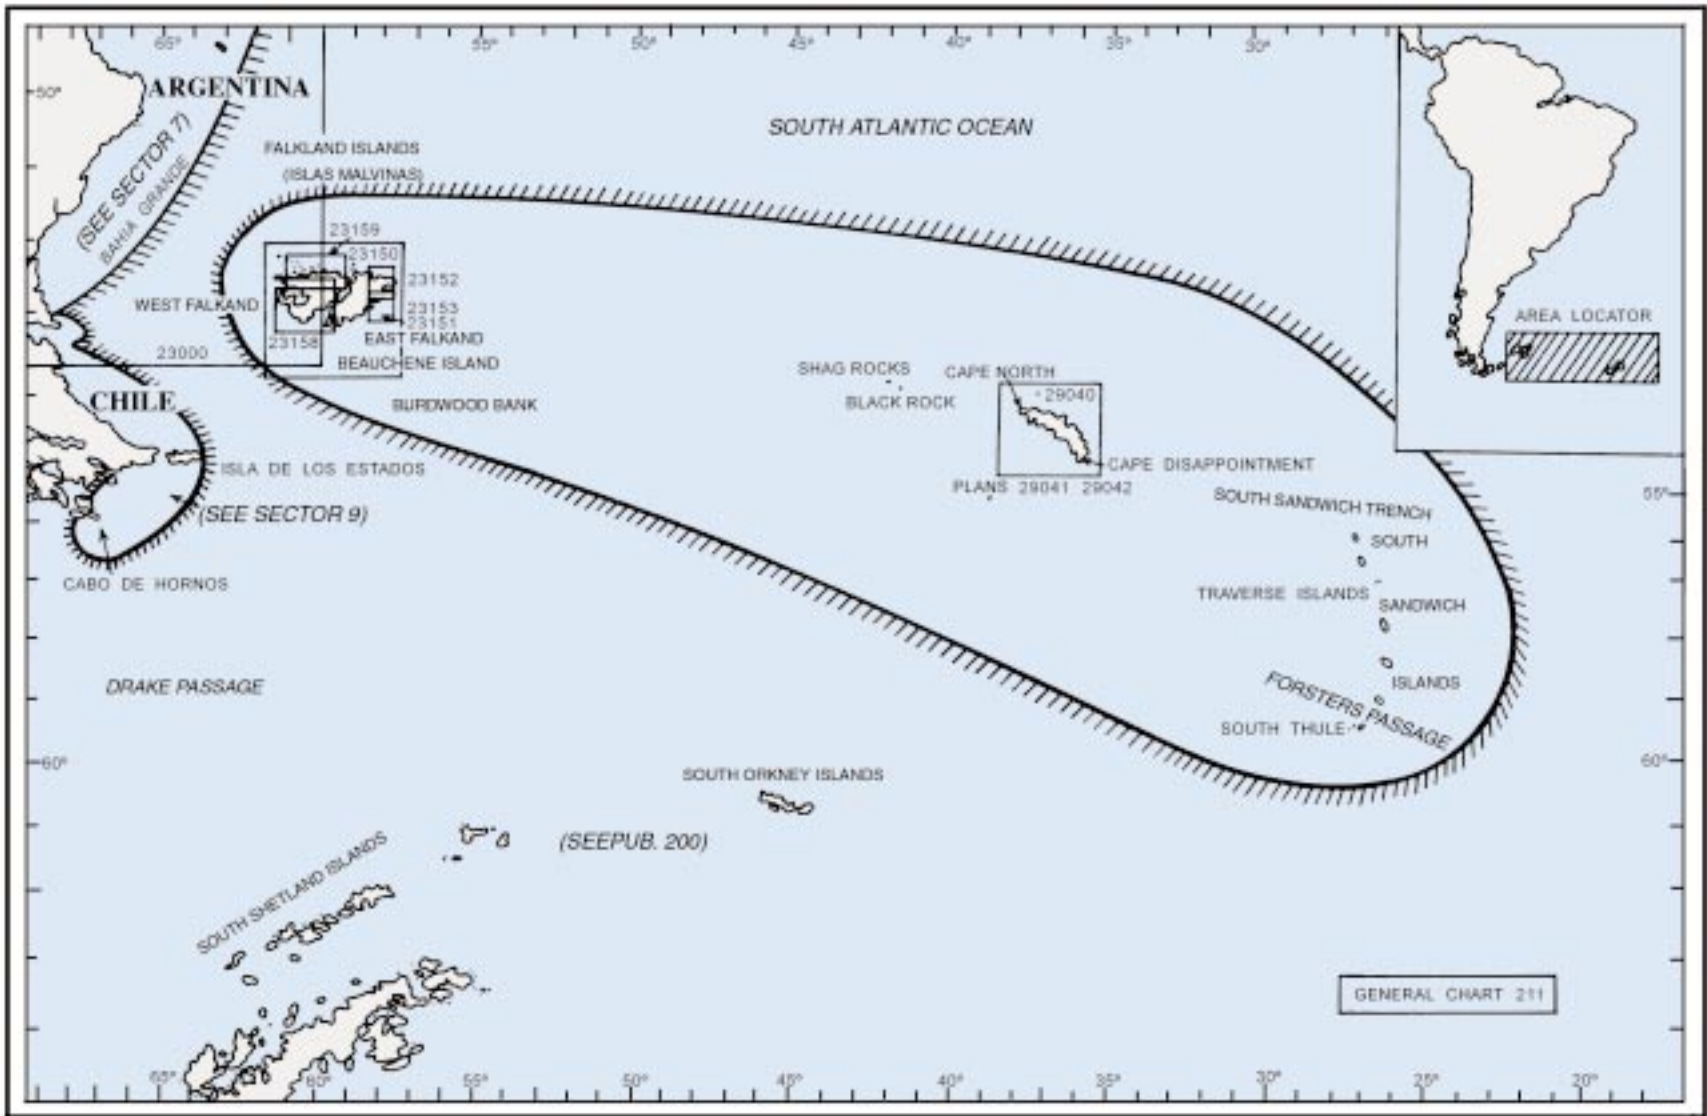 65°
55°
50°
45°
40°
35°
30°
50°
ARGENTINA
(SEE SECTOR 7)
BAHIA GRANDE
SOUTH ATLANTIC OCEAN
FALKLAND ISLANDS
(ISLAS MALVINAS)
23159
23150
23152
23153
23151
WEST FALKAND
EAST FALKAND
23158
23000
BEAUCHENE ISLAND
AREA LOCATOR
CHILE
BURDWOOD BANK
SHAG ROCKS
BLACK ROCK
CAPE NORTH
29040
CAPE DISAPPOINTMENT
PLANS 29041 29042
ISLA DE LOS ESTADOS
(SEE SECTOR 9)
CABO DE HORNOS
SOUTH SANDWICH TRENCH
55°
SOUTH
TRAVERSE ISLANDS
SANDWICH
ISLANDS
FORSTERS PASSAGE
SOUTH THULE
DRAKE PASSAGE
60°
60°
SOUTH ORKNEY ISLANDS
(SEEPUB. 200)
SOUTH SHETLAND ISLANDS
GENERAL CHART 211
65°
60°
50°
45°
40°
35°
30°
25°
20°